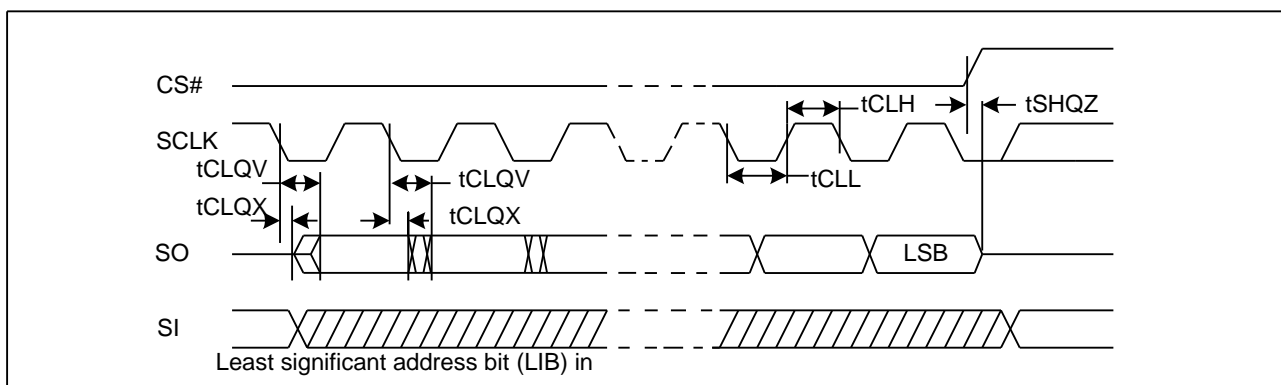 CS#
tCLH
tSHQZ
SCLK
tCLQV
tCLQV
tCLL
tCLQX
tCLQX
SO
LSB
SI
Least significant address bit (LIB) in